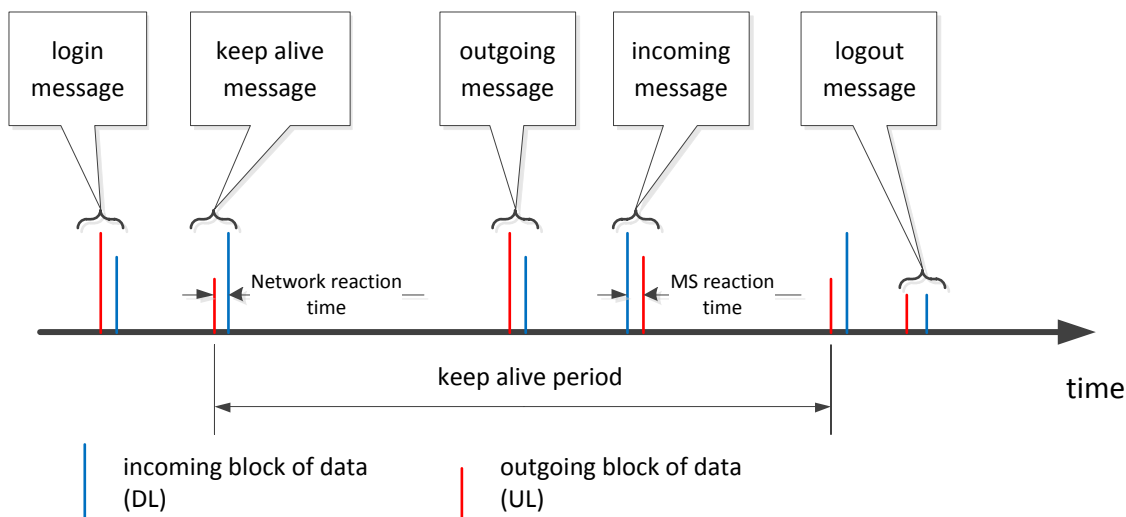 login
message
keep alive
message
outgoing
message
incoming
message
logout
message
Network reaction
time
MS reaction
time
keep alive period
time
incoming block of data
(DL)
outgoing block of data
(UL)